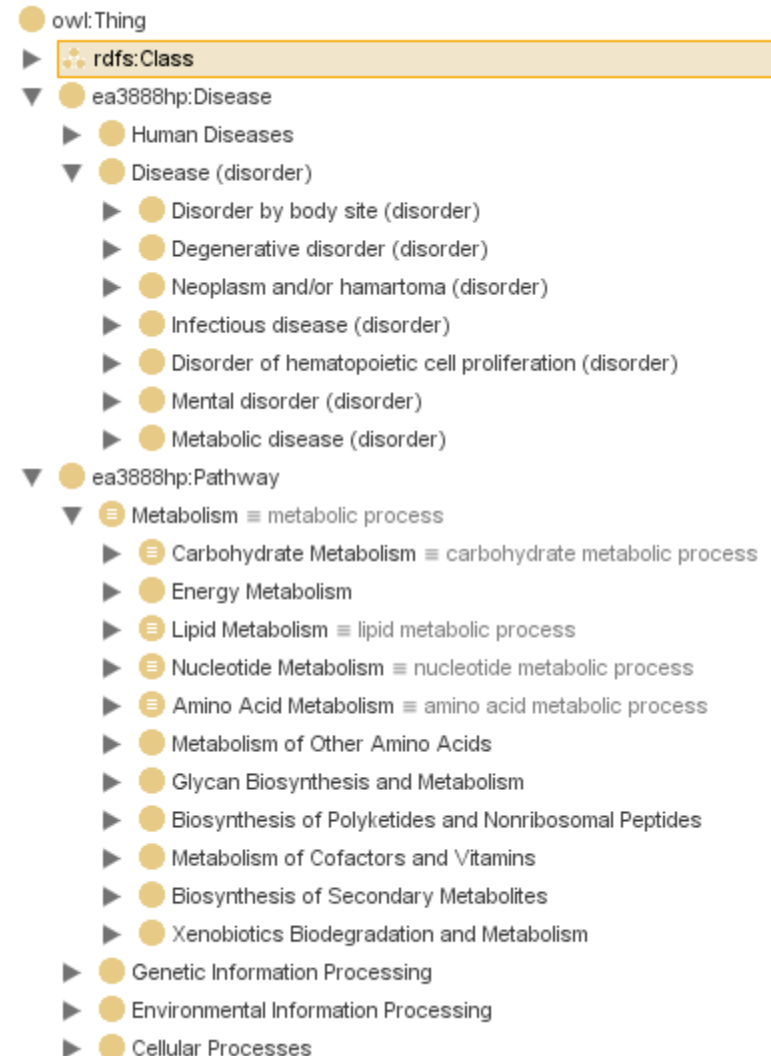 owl:Thing
rdfs:Class
ea3888hp:Disease
Human Diseases
Disease (disorder)
Disorder by body site (disorder)
Degenerative disorder (disorder)
Neoplasm and/or hamartoma (disorder)
Infectious disease (disorder)
Disorder of hematopoietic cell proliferation (disorder)
Mental disorder (disorder)
Metabolic disease (disorder)
ea3888hp:Pathway
Metabolism ≡ metabolic process
Carbohydrate Metabolism ≡ carbohydrate metabolic process
Energy Metabolism
Lipid Metabolism ≡ lipid metabolic process
Nucleotide Metabolism ≡ nucleotide metabolic process
Amino Acid Metabolism ≡ amino acid metabolic process
Metabolism of Other Amino Acids
Glycan Biosynthesis and Metabolism
Biosynthesis of Polyketides and Nonribosomal Peptides
Metabolism of Cofactors and Vitamins
Biosynthesis of Secondary Metabolites
Xenobiotics Biodegradation and Metabolism
Genetic Information Processing
Environmental Information Processing
Cellular Processes